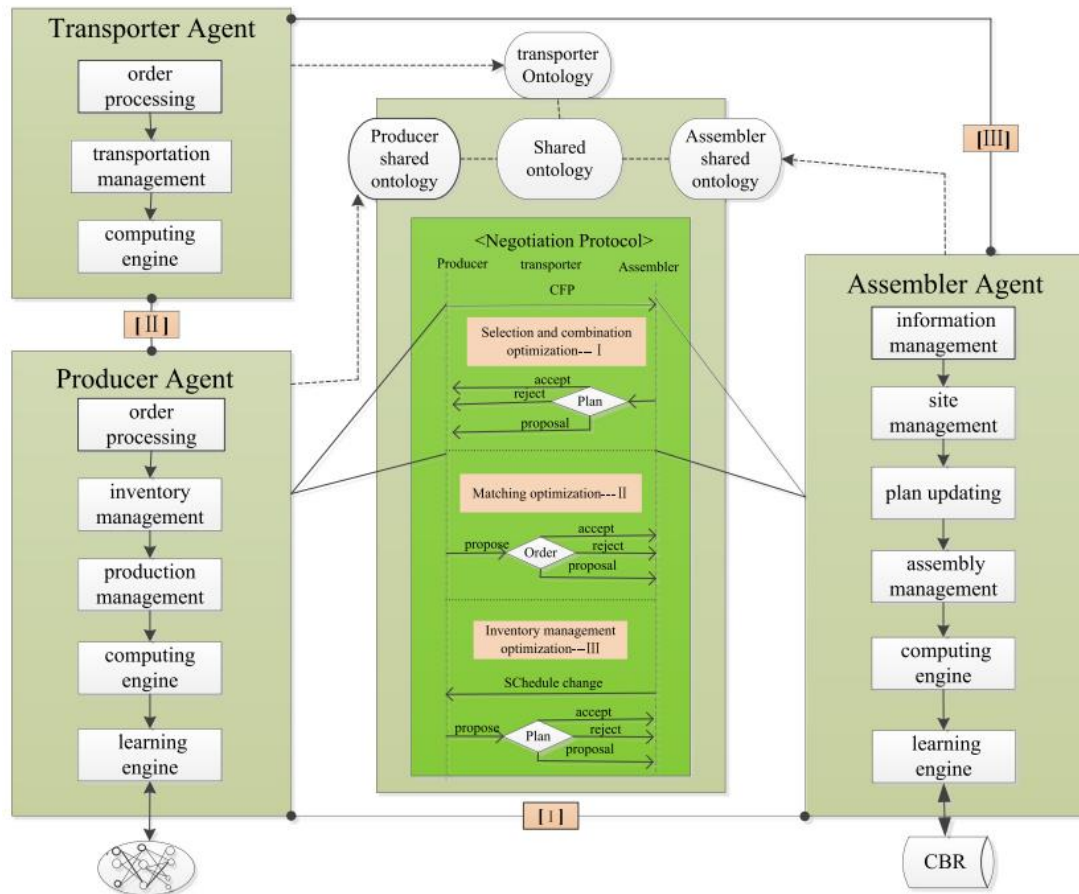 Transporter Agent
order
processing
transportation
management
computing
engine
transporter
Ontology
Producer
shared
ontology
Shared
ontology
Assembler
shared
ontology
[III]
[II]
Producer Agent
order
processing
inventory
management
production
management
computing
engine
learning
engine
<Negotiation Protocol>
Producer transporter Assembler
CFP
Selection and combination
optimization---I
accept
reject
Plan
proposal
Matching optimization---II
accept
propose
Order
reject
proposal
Inventory management
optimization---III
SChedule change
accept
propose
Plan
reject
proposal
[I]
Assembler Agent
information
management
site
management
plan updating
assembly
management
computing
engine
learning
engine
CBR